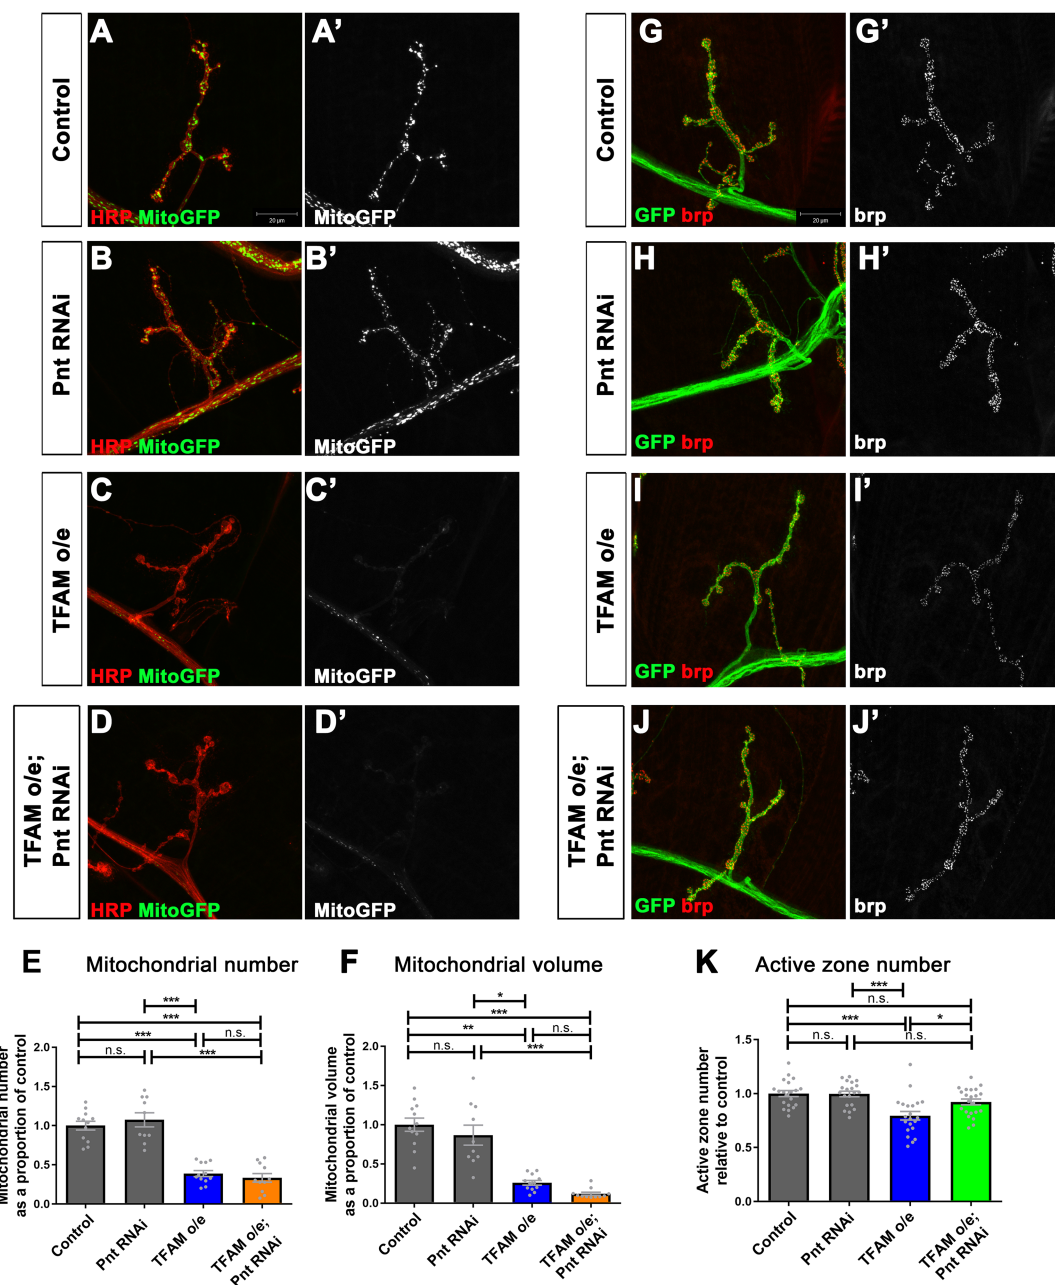 Control
A
A'
HRP MitoGFP
20 µm
MitoGFP
Control
G
G'
GFP brp
20 µm
brp
Pnt RNAi
B
B'
HRP MitoGFP
MitoGFP
Pnt RNAi
H
H'
GFP brp
brp
TFAM o/e
C
C'
HRP MitoGFP
MitoGFP
TFAM o/e
I
I'
GFP brp
brp
TFAM o/e;
Pnt RNAi
D
D'
HRP MitoGFP
MitoGFP
TFAM o/e;
Pnt RNAi
J
J'
GFP brp
brp
E Mitochondrial number
***
***
*** n.s.
n.s. ***
Mitochondrial number
as a proportion of control
2.0
1.5
1.0
0.5
0.0
Control
Pnt RNAi
TFAM o/e
TFAM o/e;
Pnt RNAi
F Mitochondrial volume
*
***
** n.s.
n.s. ***
Mitochondrial volume
as a proportion of control
2.0
1.5
1.0
0.5
0.0
Control
Pnt RNAi
TFAM o/e
TFAM o/e;
Pnt RNAi
K Active zone number
***
n.s.
*** *
n.s. n.s.
Active zone number
relative to control
1.5
1.0
0.5
0.0
Control
Pnt RNAi
TFAM o/e
TFAM o/e;
Pnt RNAi